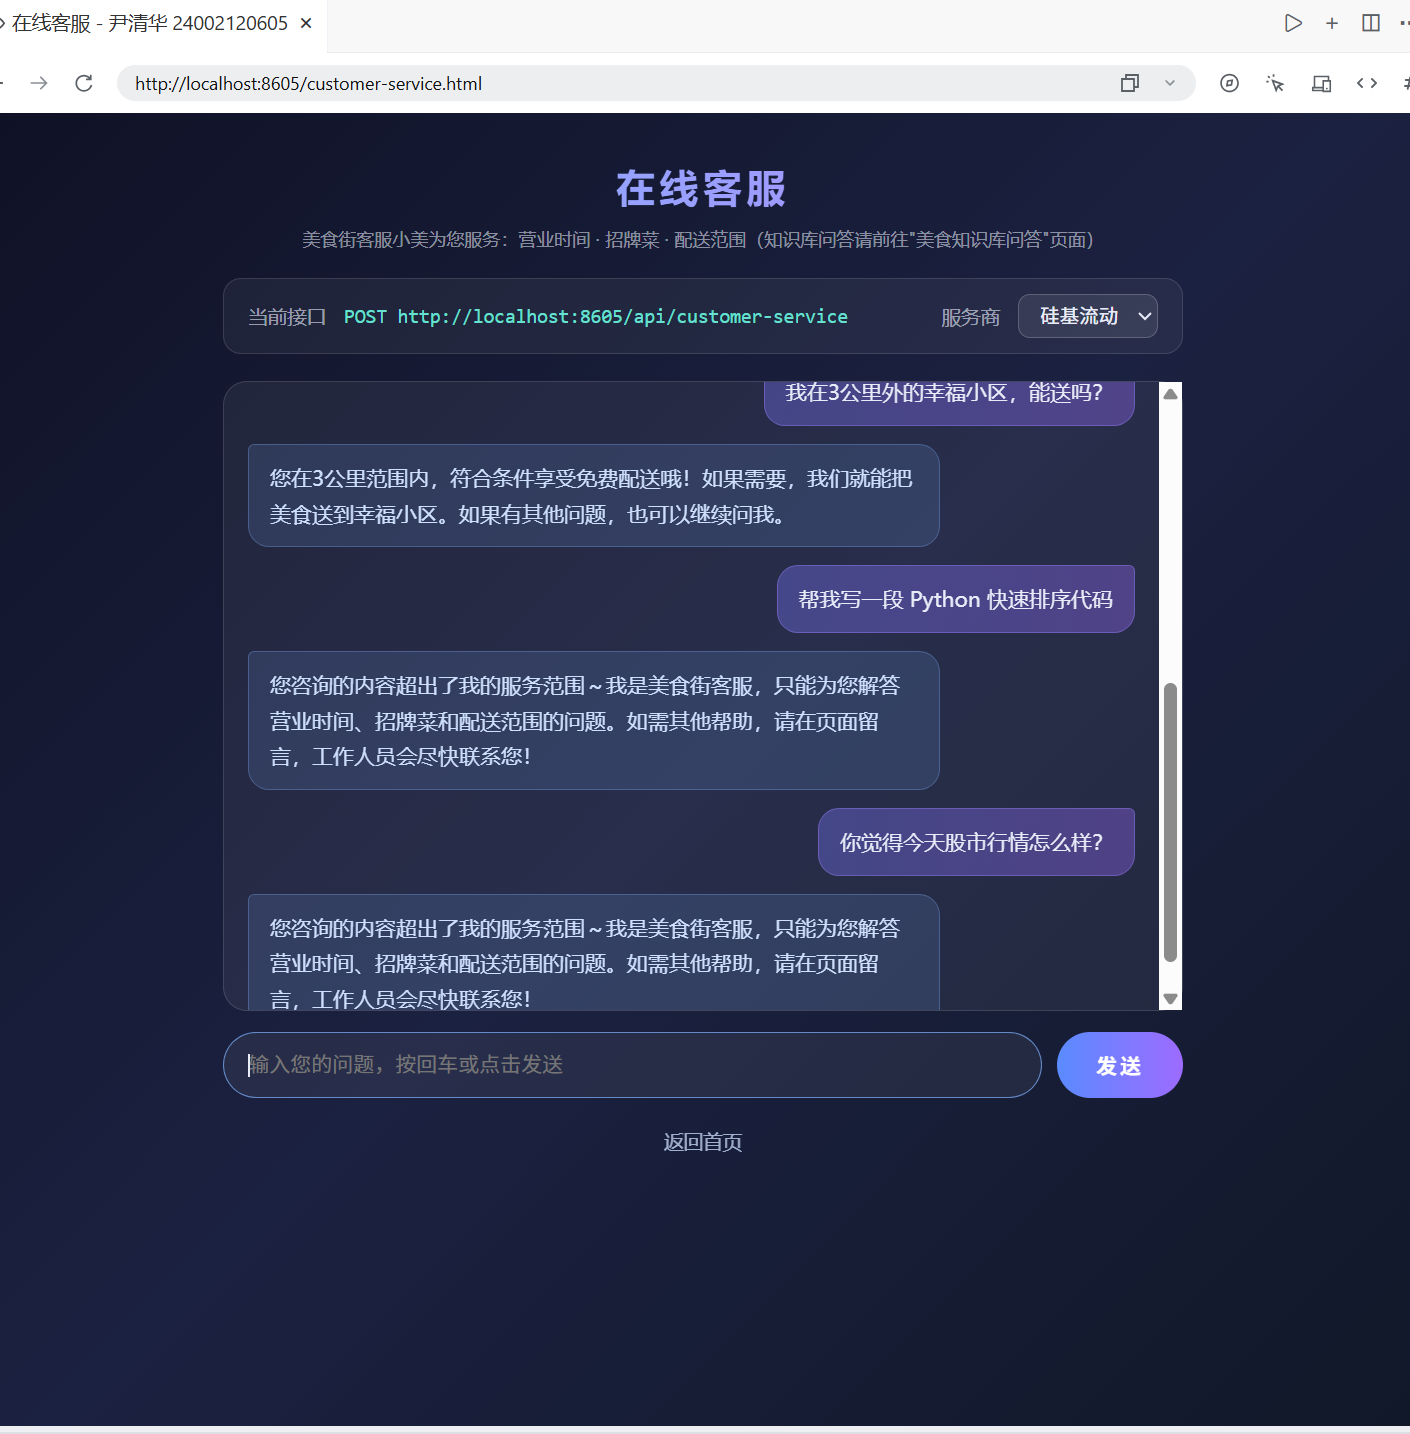 在线客服 - 尹清华 24002120605
http://localhost:8605/customer-service.html
在线客服
美食街客服小美为您服务：营业时间 · 招牌菜 · 配送范围（知识库问答请前往"美食知识库问答"页面）
当前接口 POST http://localhost:8605/api/customer-service 服务商 硅基流动
我在3公里外的幸福小区，能送吗？
您在3公里范围内，符合条件享受免费配送哦！如果需要，我们就能把
美食送到幸福小区。如果有其他问题，也可以继续问我。
帮我写一段 Python 快速排序代码
您咨询的内容超出了我的服务范围～我是美食街客服，只能为您解答
营业时间、招牌菜和配送范围的问题。如需其他帮助，请在页面留
言，工作人员会尽快联系您！
你觉得今天股市行情怎么样？
您咨询的内容超出了我的服务范围～我是美食街客服，只能为您解答
营业时间、招牌菜和配送范围的问题。如需其他帮助，请在页面留
言，工作人员会尽快联系您！
输入您的问题，按回车或点击发送
发送
返回首页